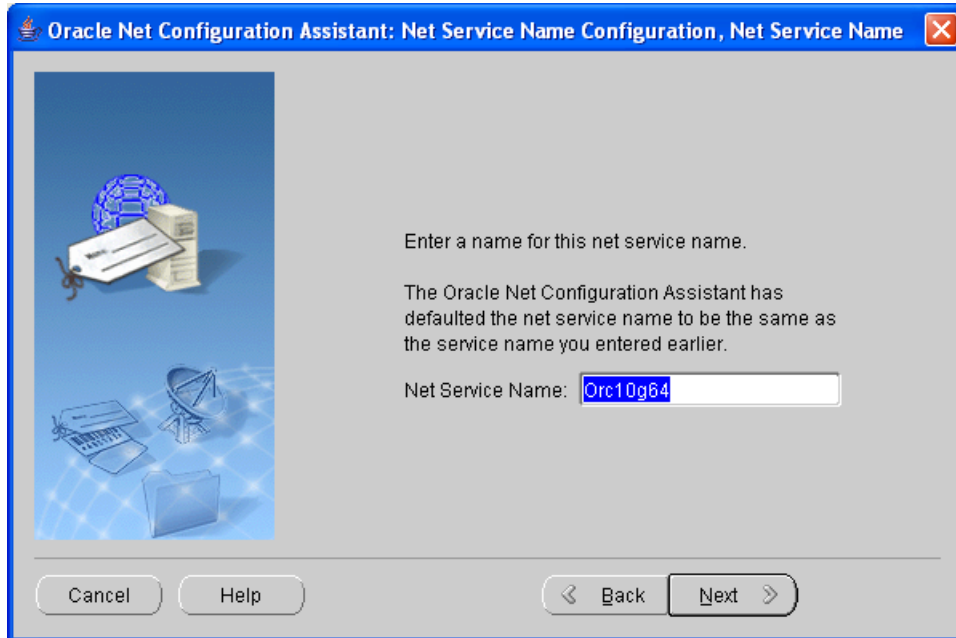 Oracle Net Configuration Assistant: Net Service Name Configuration, Net Service Name
Enter a name for this net service name.
The Oracle Net Configuration Assistant has
defaulted the net service name to be the same as
the service name you entered earlier.
Net Service Name: Orc10g64
Cancel Help Back Next